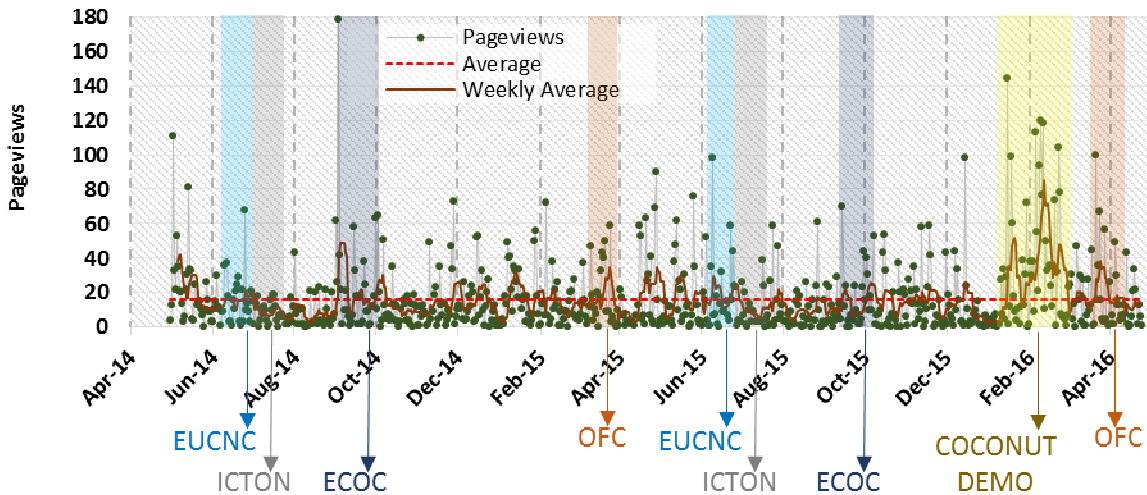 180
160
140
120
100
80
60
40
20
0
Pageviews
Pageviews
Average
Weekly Average
Apr-14
Jun-14
Aug-14
Oct-14
Dec-14
Feb-15
Apr-15
Jun-15
Aug-15
Oct-15
Dec-15
Feb-16
Apr-16
EUCNC
OFC
EUCNC
COCONUT
OFC
ICTON
ECOC
ICTON
ECOC
DEMO